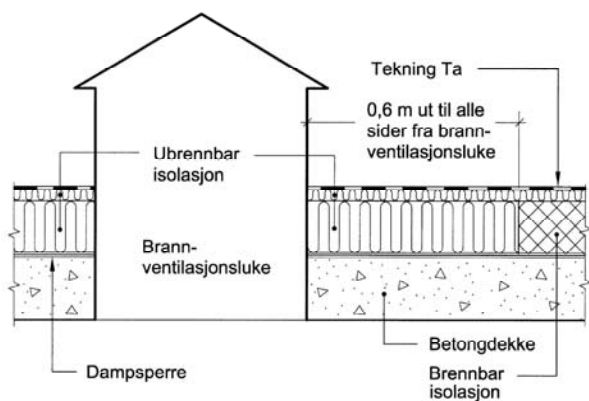 Tekning Ta
0,6 m ut til alle
sider fra brann-
ventilasjonsluke
Ubrennbar
isolasjon
Brann-
ventilasjonsluke
Betongdekke
Dampsperre
Brennbar
isolasjon